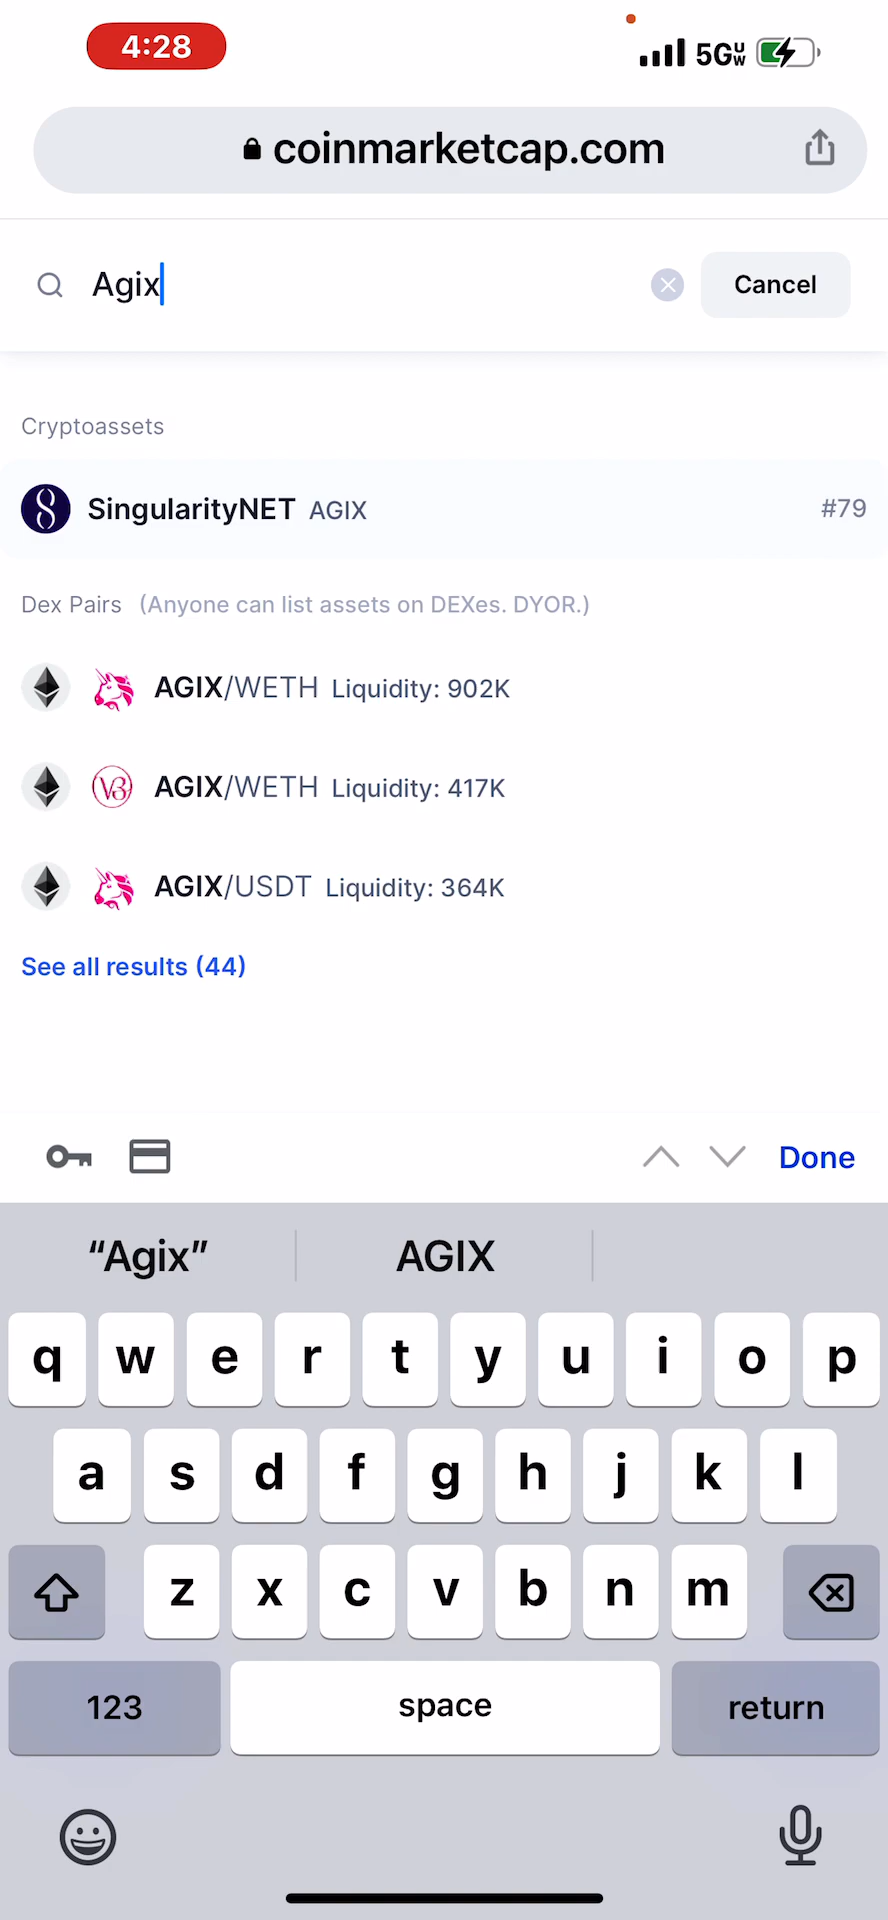 4:28
5GUW
coinmarketcap.com
Agix
Cancel
Cryptoassets
SingularityNET AGIX #79
Dex Pairs (Anyone can list assets on DEXes. DYOR.)
AGIX/WETH Liquidity: 902K
V3 AGIX/WETH Liquidity: 417K
AGIX/USDT Liquidity: 364K
See all results (44)
Done
“Agix” AGIX
q w e r t y u i o p
a s d f g h j k l
z x c v b n m
123 space return